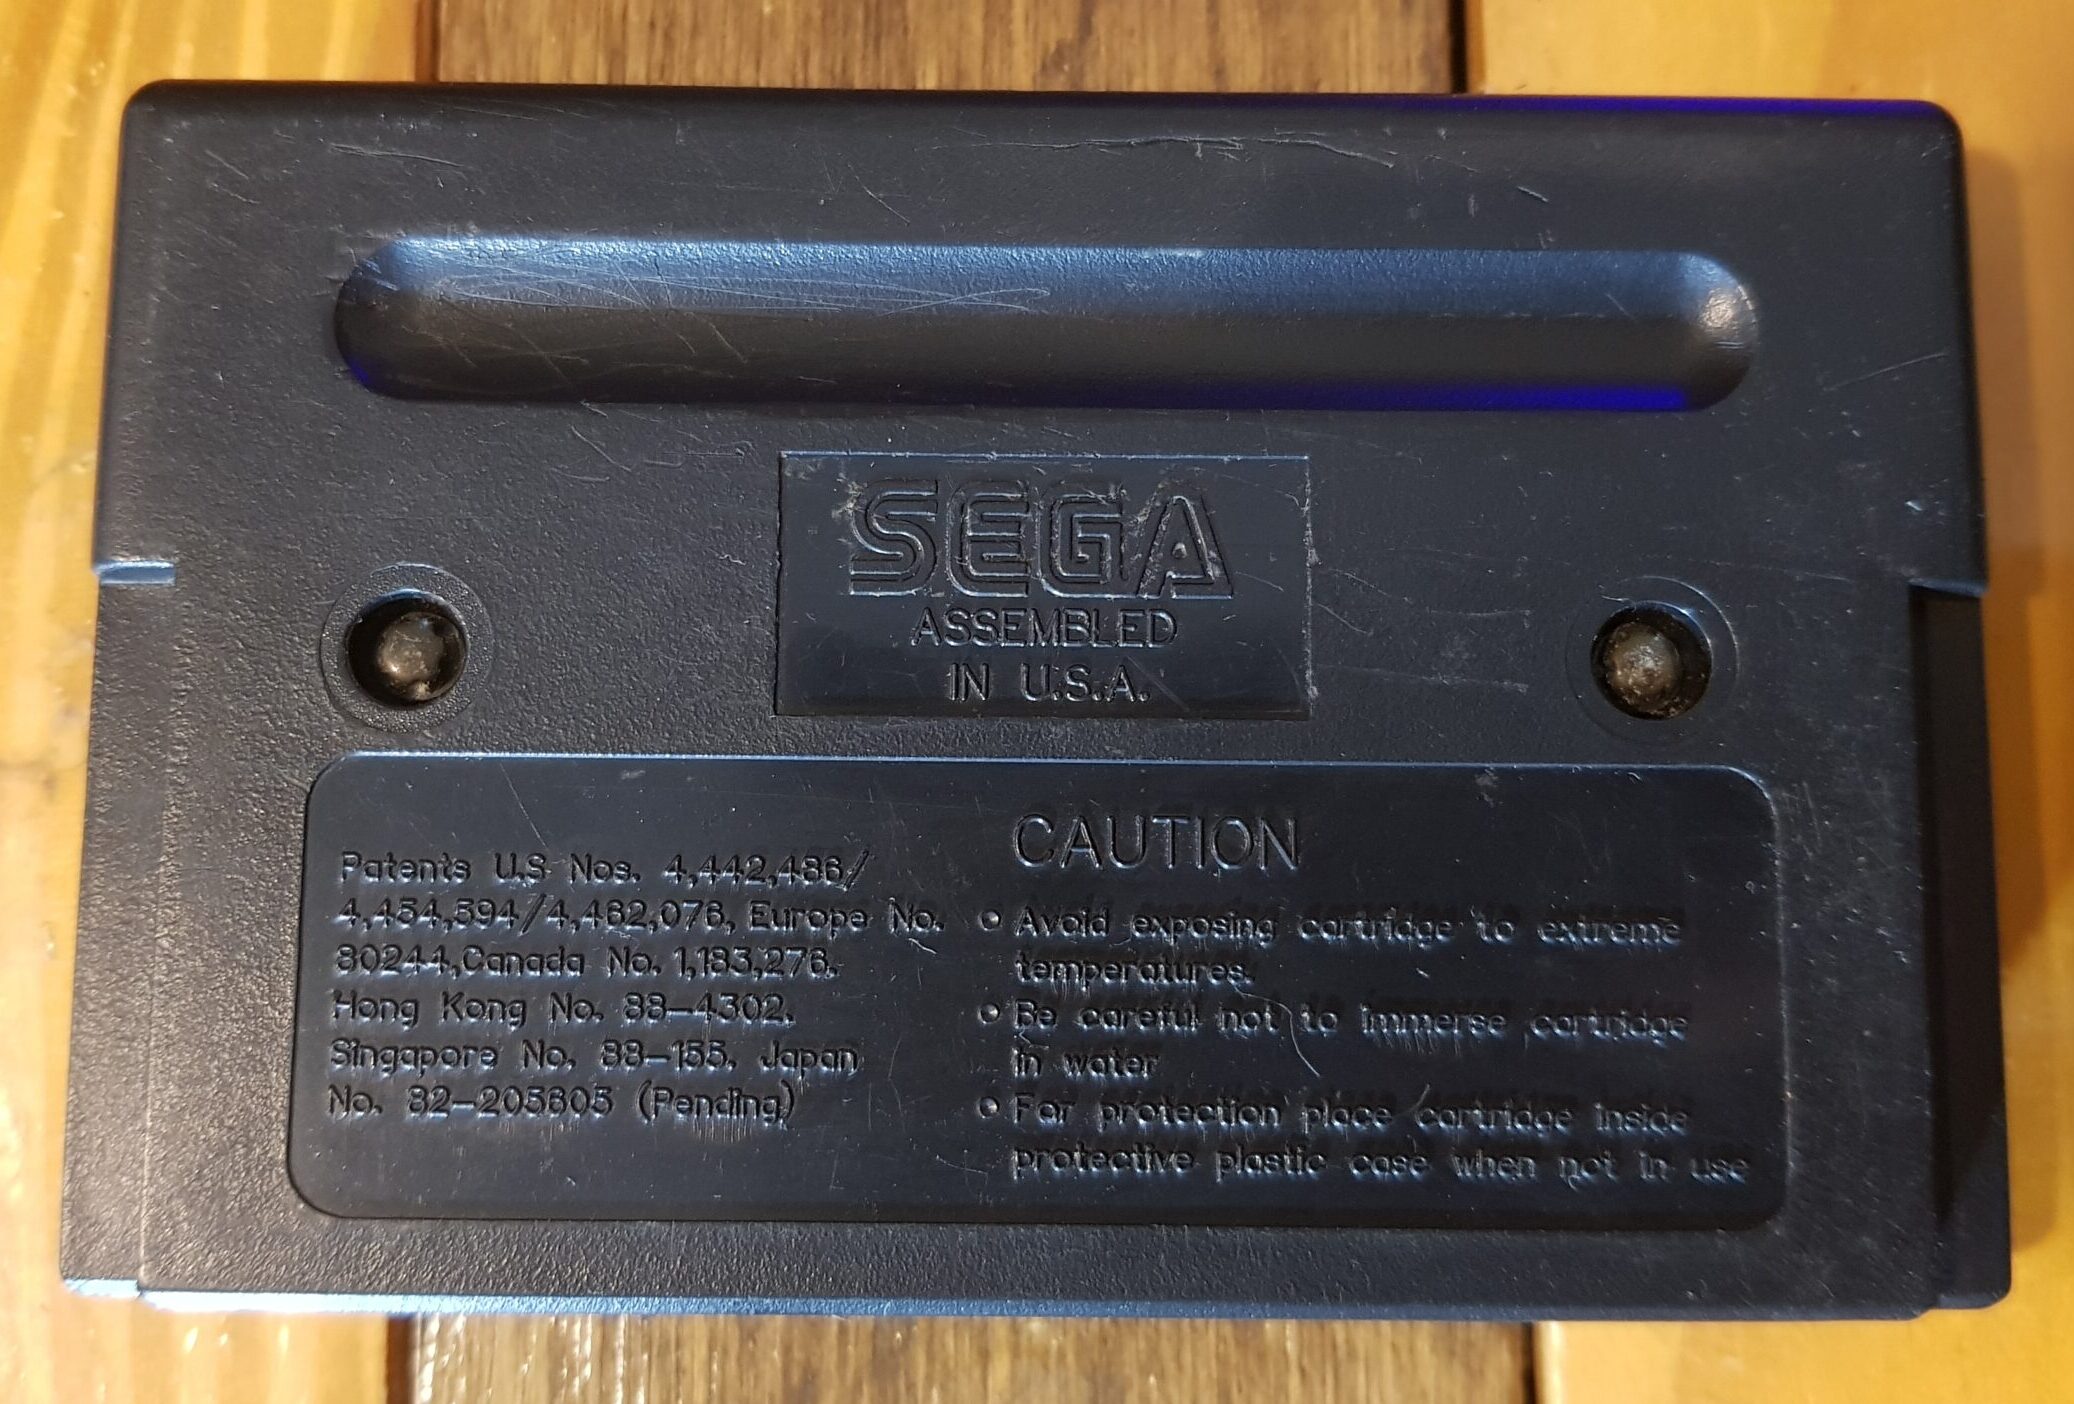 SEGA
ASSEMBLED
IN U.S.A.
Patents U.S Nos. 4,442,486/
4,454,594/4,462,076, Europe No.
80244,Canada No. 1,183,276,
Hong Kong No. 88-4302,
Singapore No. 88-155, Japan
No. 82-205605 (Pending)
CAUTION
• Avoid exposing cartridge to extreme
temperatures.
• Be careful not to immerse cartridge
in water
• For protection place cartridge inside
protective plastic case when not in use